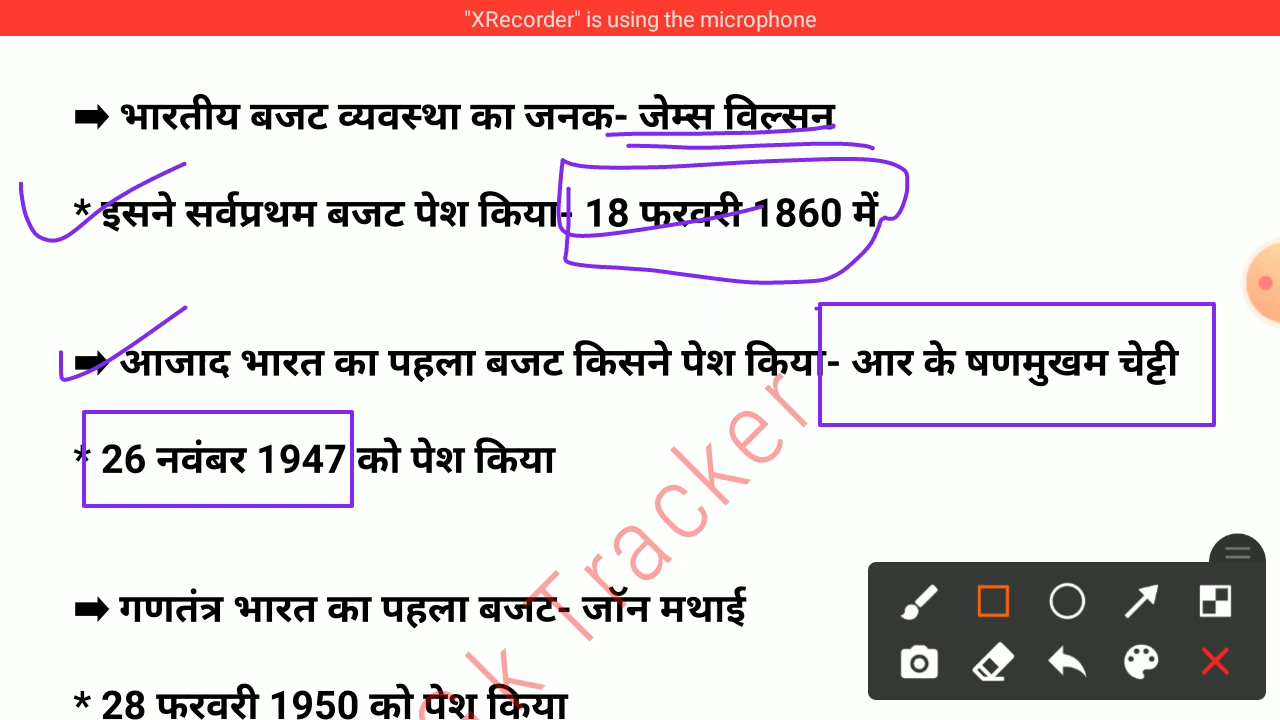 "XRecorder" is using the microphone
➡ भारतीय बजट व्यवस्था का जनक- जेम्स विल्सन
* इसने सर्वप्रथम बजट पेश किया- 18 फरवरी 1860 में
➡ आजाद भारत का पहला बजट किसने पेश किया- आर के षणमुखम चेट्टी
* 26 नवंबर 1947 को पेश किया
➡ गणतंत्र भारत का पहला बजट- जॉन मथाई
* 28 फरवरी 1950 को पेश किया
Tracker